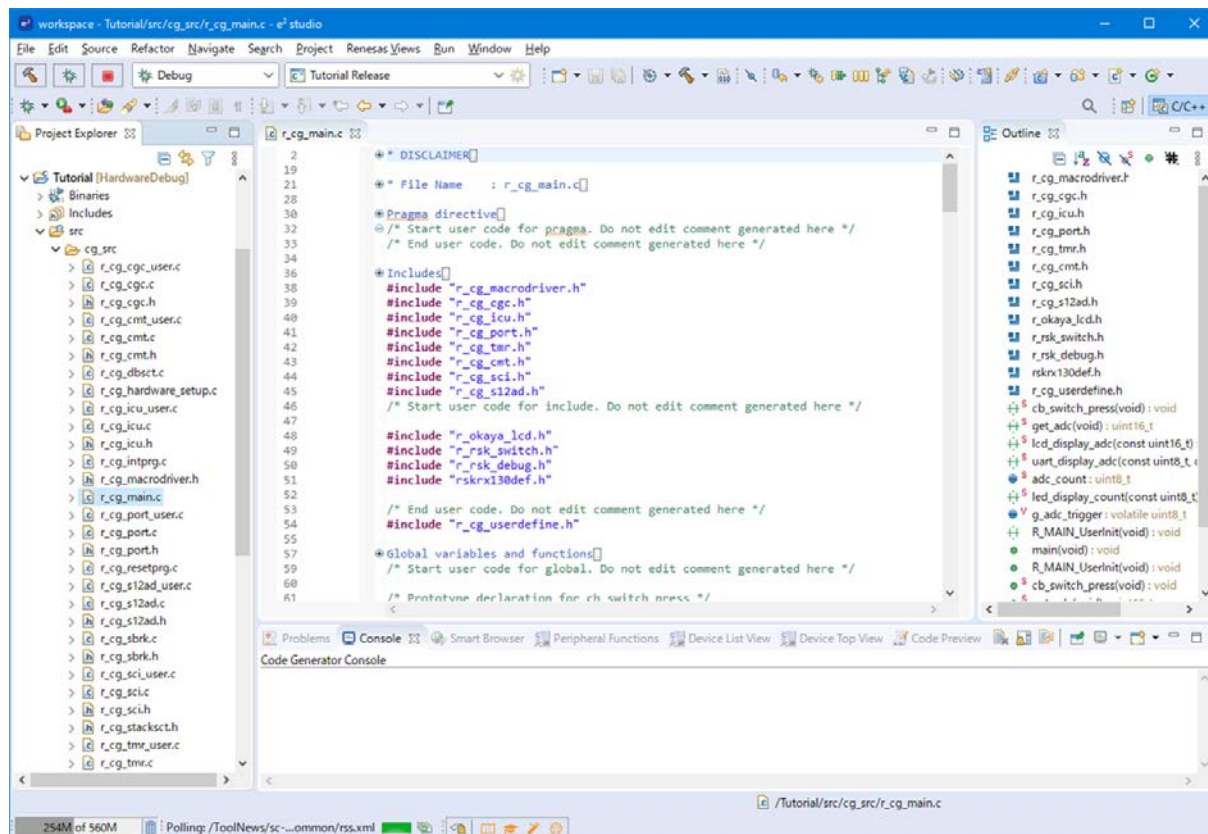 workspace - Tutorial/src/cg_src/r_cg_main.c - e² studio
File Edit Source Refactor Navigate Search Project Renesas Views Run Window Help
Debug
Tutorial Release
C/C++
Project Explorer
Tutorial [HardwareDebug]
Binaries
Includes
src
cg_src
r_cg_cgc_user.c
r_cg_cgc.c
r_cg_cgc.h
r_cg_cmt_user.c
r_cg_cmt.c
r_cg_cmt.h
r_cg_dbsct.c
r_cg_hardware_setup.c
r_cg_icu_user.c
r_cg_icu.c
r_cg_icu.h
r_cg_intprg.c
r_cg_macrodriver.h
r_cg_main.c
r_cg_port_user.c
r_cg_port.c
r_cg_port.h
r_cg_resetprg.c
r_cg_s12ad_user.c
r_cg_s12ad.c
r_cg_s12ad.h
r_cg_sbrk.c
r_cg_sbrk.h
r_cg_sci_user.c
r_cg_sci.c
r_cg_sci.h
r_cg_stacksct.h
r_cg_tmr_user.c
r_cg_tmr.c
r_cg_main.c
2 * DISCLAIMER
19
21 * File Name : r_cg_main.c
28
30 Pragma directive
32 /* Start user code for pragma. Do not edit comment generated here */
33 /* End user code. Do not edit comment generated here */
34
36 Includes
38 #include "r_cg_macrodriver.h"
39 #include "r_cg_cgc.h"
40 #include "r_cg_icu.h"
41 #include "r_cg_port.h"
42 #include "r_cg_tmr.h"
43 #include "r_cg_cmt.h"
44 #include "r_cg_sci.h"
45 #include "r_cg_s12ad.h"
46 /* Start user code for include. Do not edit comment generated here */
47
48 #include "r_okaya_lcd.h"
49 #include "r_rsk_switch.h"
50 #include "r_rsk_debug.h"
51 #include "rskrx130def.h"
52
53 /* End user code. Do not edit comment generated here */
54 #include "r_cg_userdefine.h"
55
57 Global variables and functions
59 /* Start user code for global. Do not edit comment generated here */
60
61 /* Prototype declaration for cb_switch_press */
Outline
r_cg_macrodriver.h
r_cg_cgc.h
r_cg_icu.h
r_cg_port.h
r_cg_tmr.h
r_cg_cmt.h
r_cg_sci.h
r_cg_s12ad.h
r_okaya_lcd.h
r_rsk_switch.h
r_rsk_debug.h
rskrx130def.h
r_cg_userdefine.h
cb_switch_press(void) : void
get_adc(void) : uint16_t
lcd_display_adc(const uint16_t) :
uart_display_adc(const uint8_t, c
adc_count : uint8_t
led_display_count(const uint8_t)
g_adc_trigger : volatile uint8_t
R_MAIN_UserInit(void) : void
main(void) : void
R_MAIN_UserInit(void) : void
cb_switch_press(void) : void
Problems Console Smart Browser Peripheral Functions Device List View Device Top View Code Preview
Code Generator Console
/Tutorial/src/cg_src/r_cg_main.c
254M of 560M Polling: /ToolNews/sc-...ommon/rss.xml